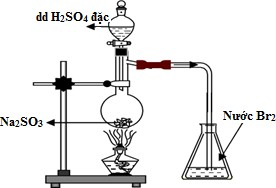 dd H2SO4 đặc
Na2SO3
Nước Br2